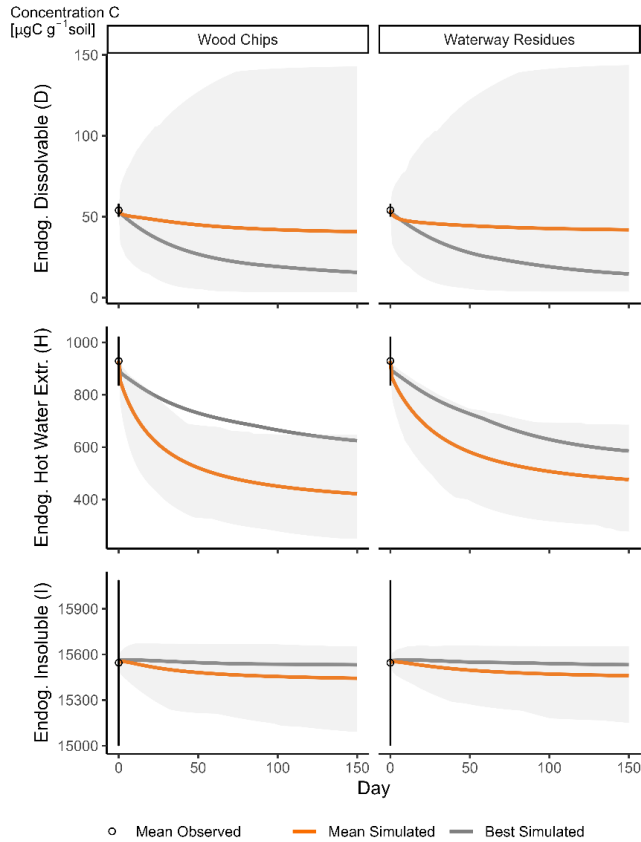 Concentration C
[µgC g⁻¹soil]
Wood Chips
Waterway Residues
Endog. Dissolvable (D)
150
100
50
0
Endog. Hot Water Extr. (H)
1000
800
600
400
Endog. Insoluble (I)
15900
15600
15300
15000
0 50 100 150 0 50 100 150
Day
Mean Observed Mean Simulated Best Simulated